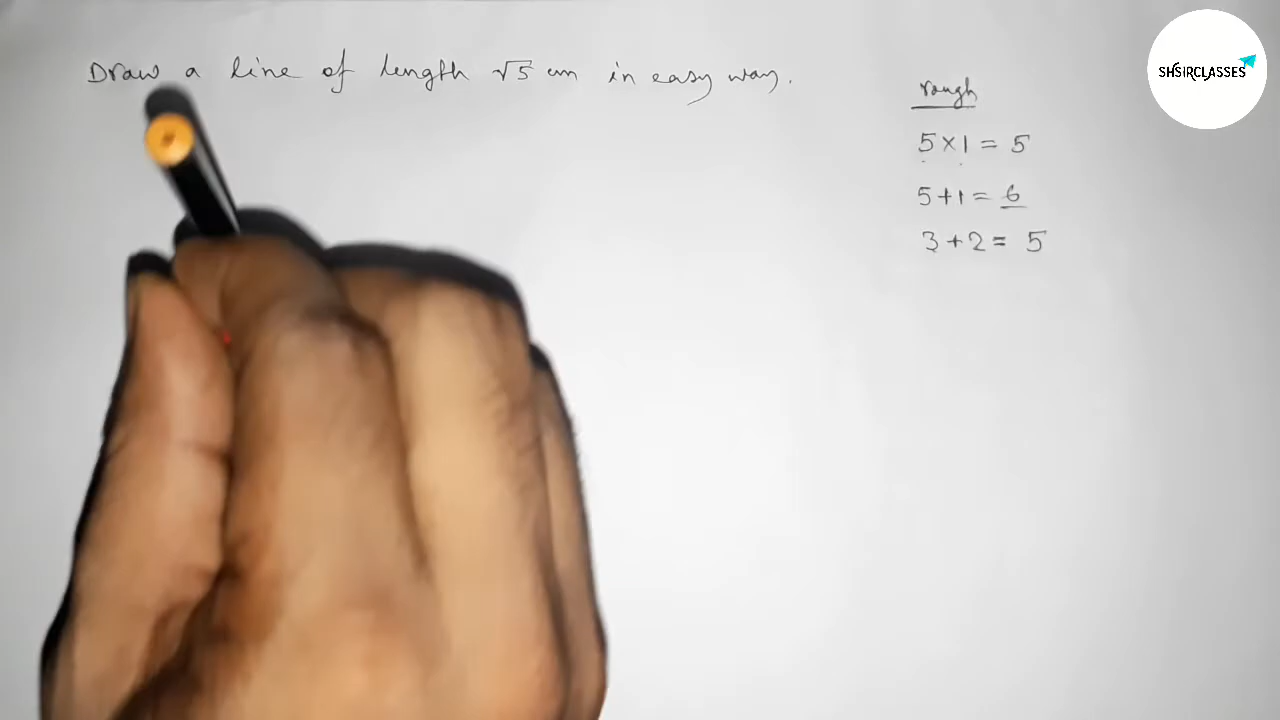 Draw a line of length √5 cm in easy way.
rough
5×1 = 5
5+1 = 6
3+2 = 5
SHSIRCLASSES